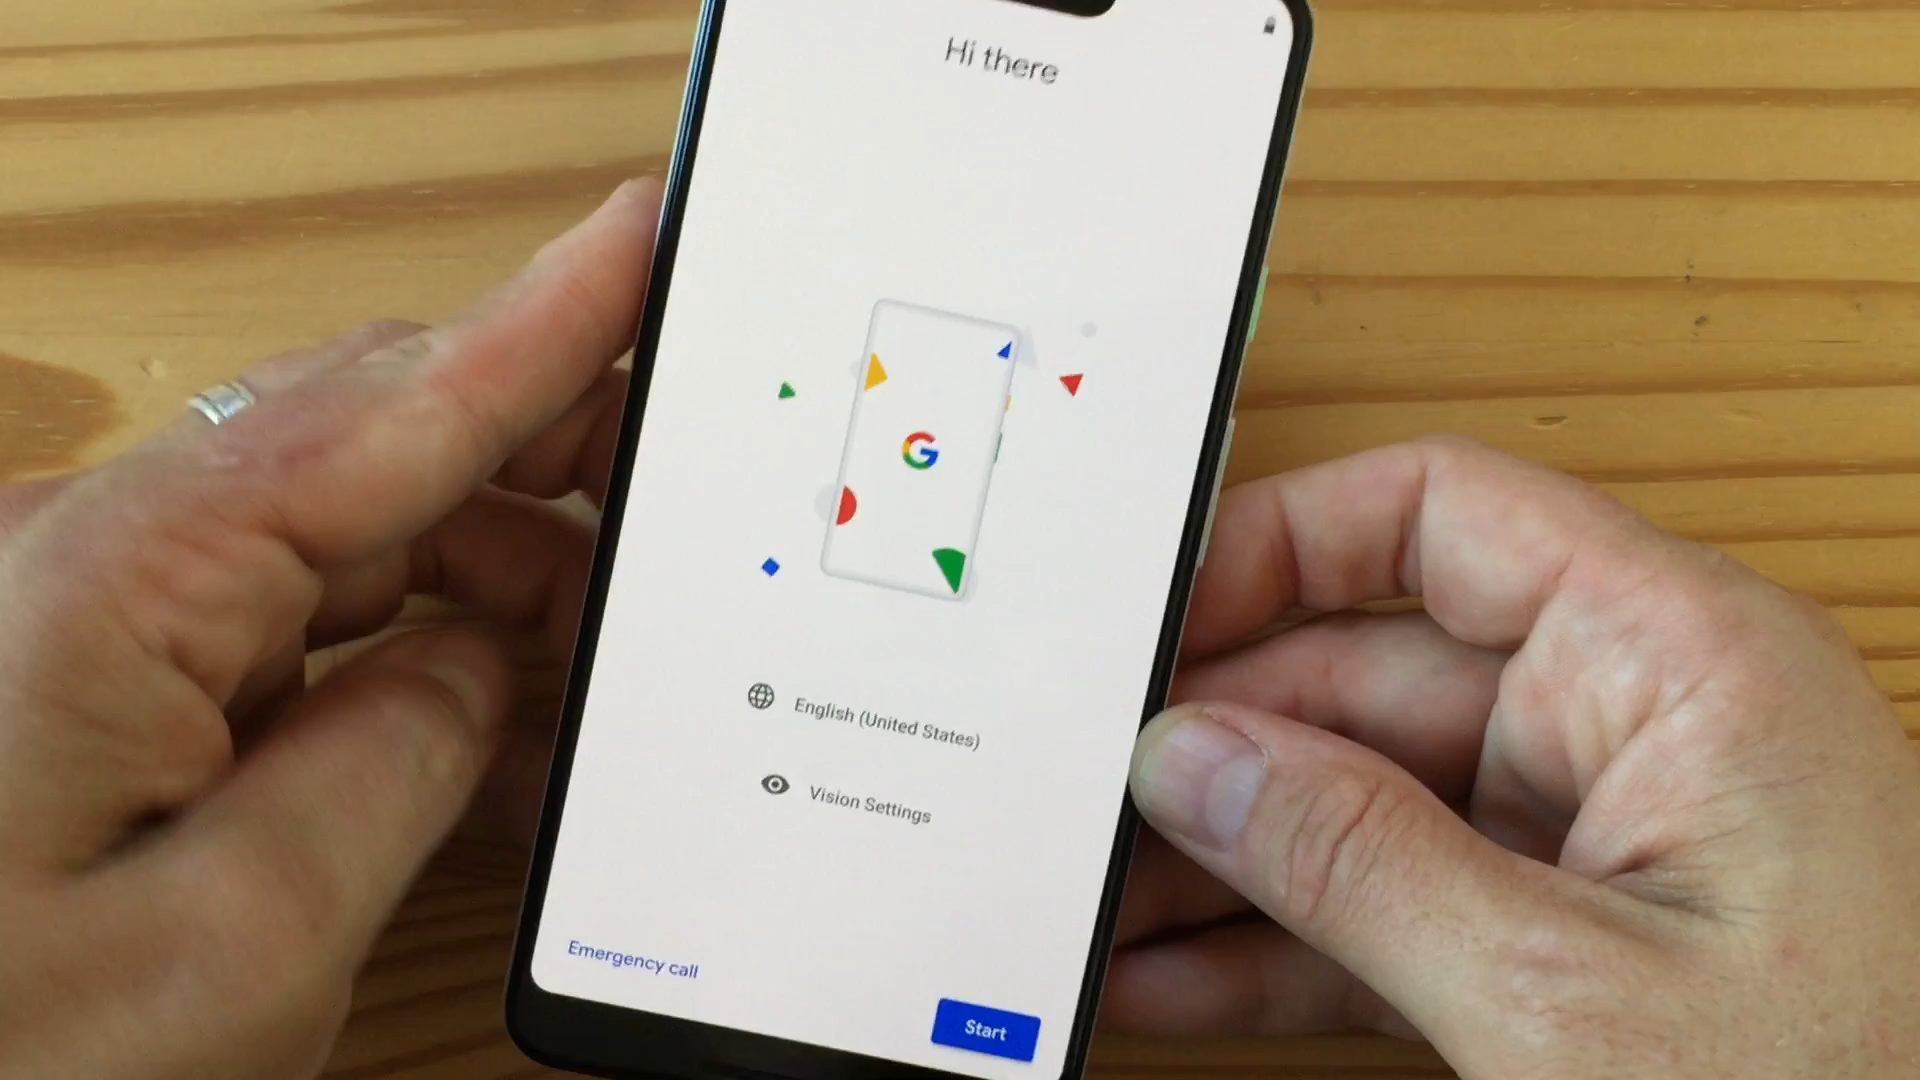 Hi there
G
English (United States)
Vision Settings
Emergency call
Start